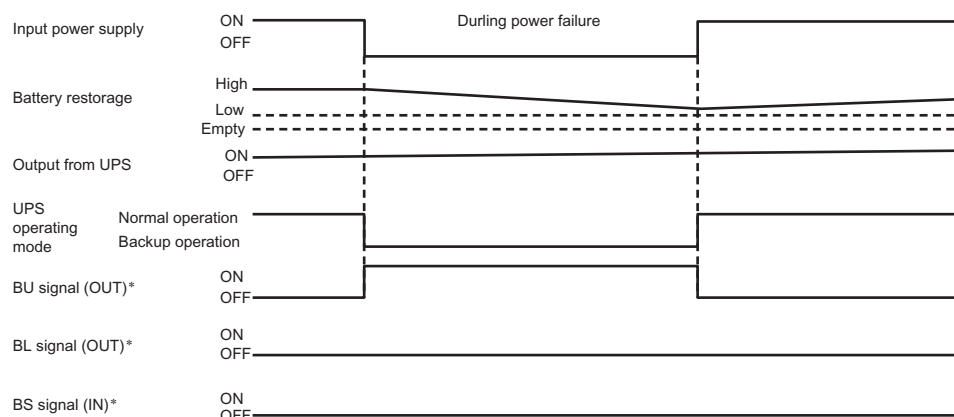 Input power supply
ON
OFF
Durling power failure
Battery restorage
High
Low
Empty
Output from UPS
ON
OFF
UPS
operating
mode
Normal operation
Backup operation
BU signal (OUT)*
ON
OFF
BL signal (OUT)*
ON
OFF
BS signal (IN)*
ON
OFF